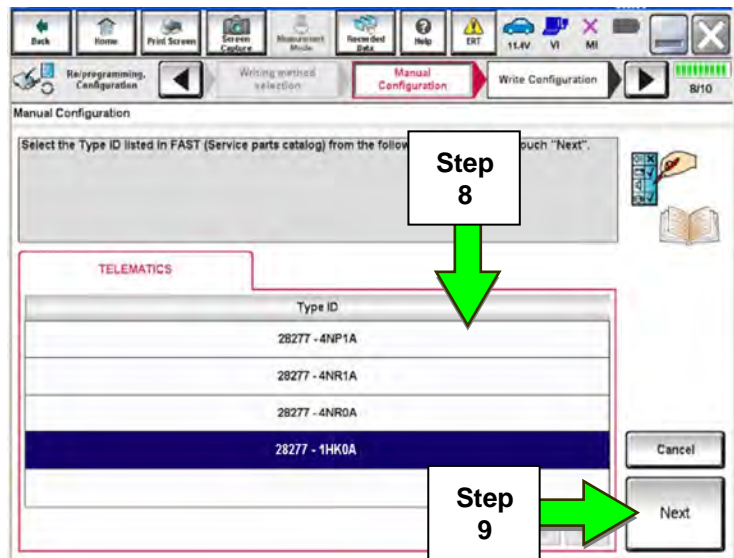 Back
Home
Print Screen
Screen Capture
Measurement Mode
Recorded Data
Help
ERT
11.4V
VI
MI
Re/programming, Configuration
Writing method selection
Manual Configuration
Write Configuration
8/10
Manual Configuration
Select the Type ID listed in FAST (Service parts catalog) from the follow ouch "Next".
Step 8
TELEMATICS
Type ID
28277 - 4NP1A
28277 - 4NR1A
28277 - 4NR0A
28277 - 1HK0A
Cancel
Step 9
Next